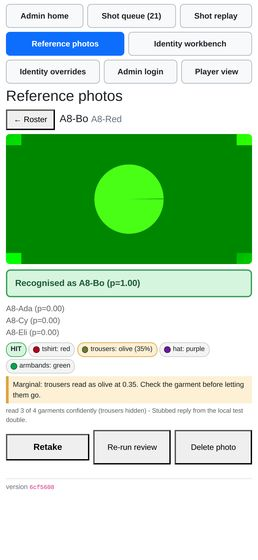 Admin home
Shot queue (21)
Shot replay
Reference photos
Identity workbench
Identity overrides
Admin login
Player view
Reference photos
← Roster
A8-Bo A8-Red
Recognised as A8-Bo (p=1.00)
A8-Ada (p=0.00)
A8-Cy (p=0.00)
A8-Eli (p=0.00)
HIT
tshirt: red
trousers: olive (35%)
hat: purple
armbands: green
Marginal: trousers read as olive at 0.35. Check the garment before letting
them go.
read 3 of 4 garments confidently (trousers hidden) - Stubbed reply from the local test
double.
Retake
Re-run review
Delete photo
version 6cf5608